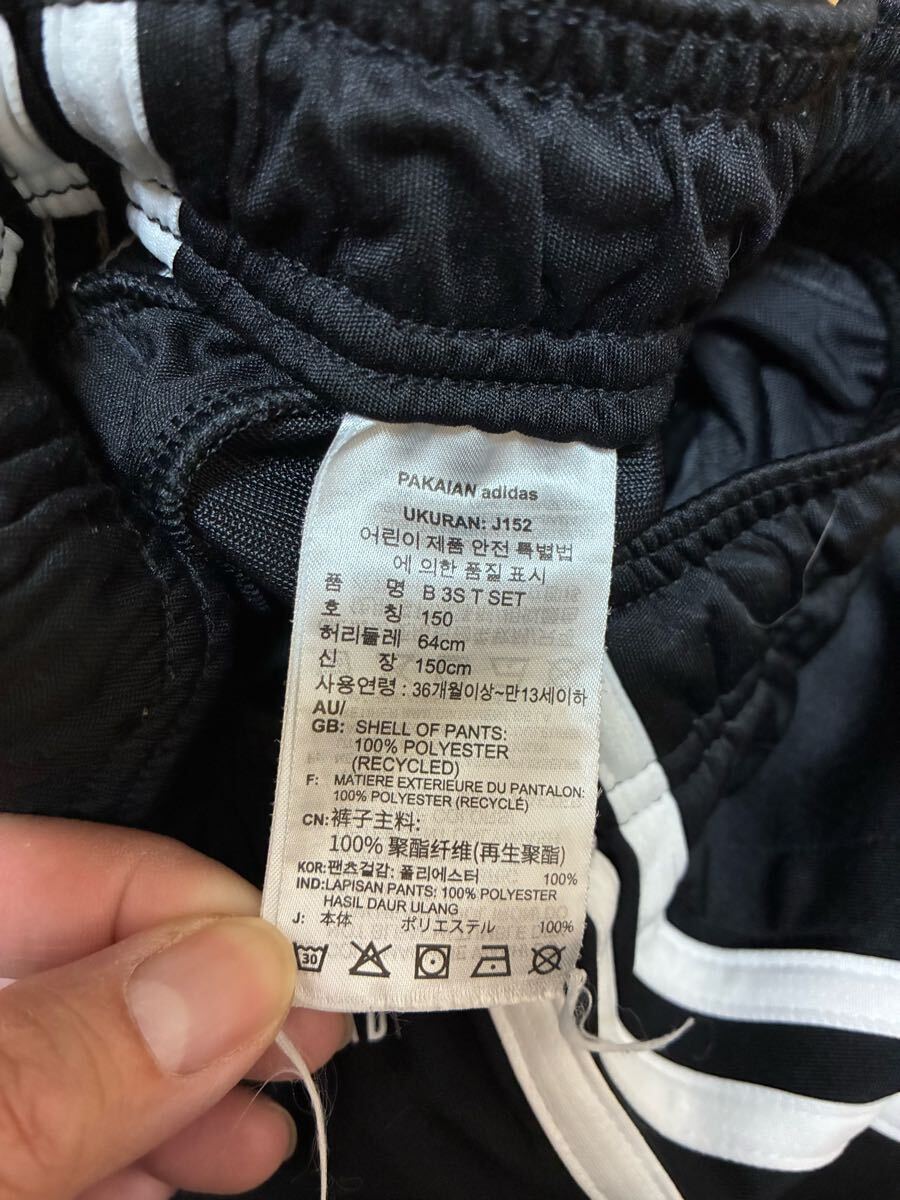 PAKAIAN adidas
UKURAN: J152
어린이 제품 안전 특별법
에 의한 품질 표시
품 명 B 3S T SET
호 칭 150
허리둘레 64cm
신 장 150cm
사용연령 : 36개월이상~만13세이하
AU/
GB: SHELL OF PANTS:
100% POLYESTER
(RECYCLED)
F: MATIERE EXTERIEURE DU PANTALON:
100% POLYESTER (RECYCLÉ)
CN: 裤子主料:
100% 聚酯纤维(再生聚酯)
KOR: 팬츠겉감: 폴리에스터 100%
IND: LAPISAN PANTS: 100% POLYESTER
HASIL DAUR ULANG
J: 本体 ポリエステル 100%
30